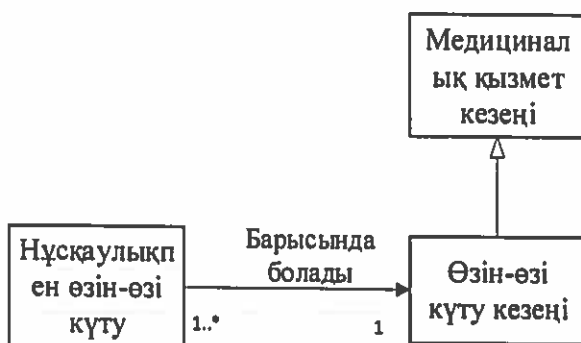 Медицинал
ық қызмет
кезеңі
Нұсқаулықп
ен өзін-өзі
күту
Барысында
болады
Өзін-өзі
күту кезеңі
1..*
1